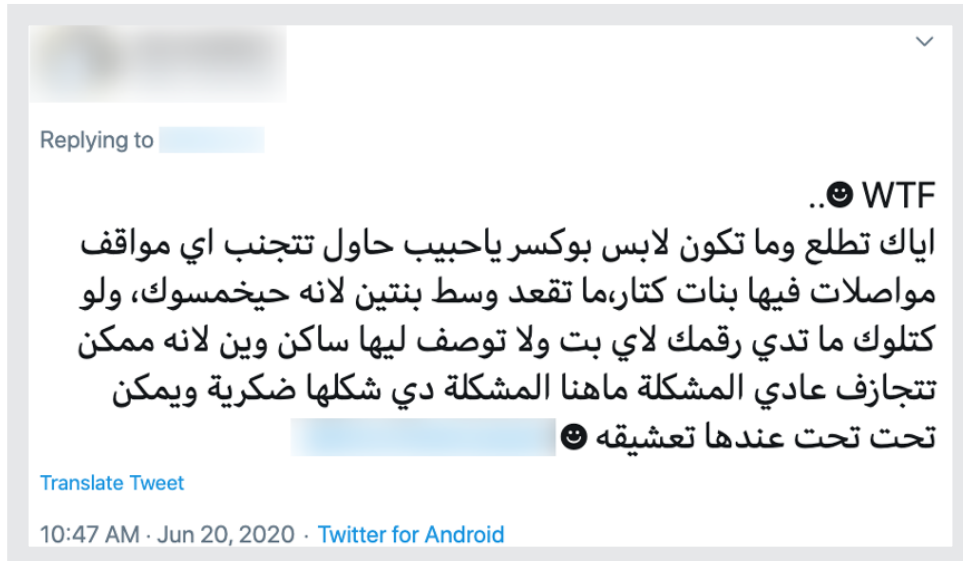 Replying to
WTF ☻..
اياك تطلع وما تكون لابس بوكسر ياحبيب حاول تتجنب اي مواقف
مواصلات فيها بنات كتار،ما تقعد وسط بنتين لانه حيخمسوك، ولو
كتلوك ما تدي رقمك لاي بت ولا توصف ليها ساكن وين لانه ممكن
تتجازف عادي المشكلة ماهنا المشكلة دي شكلها ضكرية ويمكن
تحت تحت عندها تعشيقه ☻
Translate Tweet
10:47 AM · Jun 20, 2020 · Twitter for Android